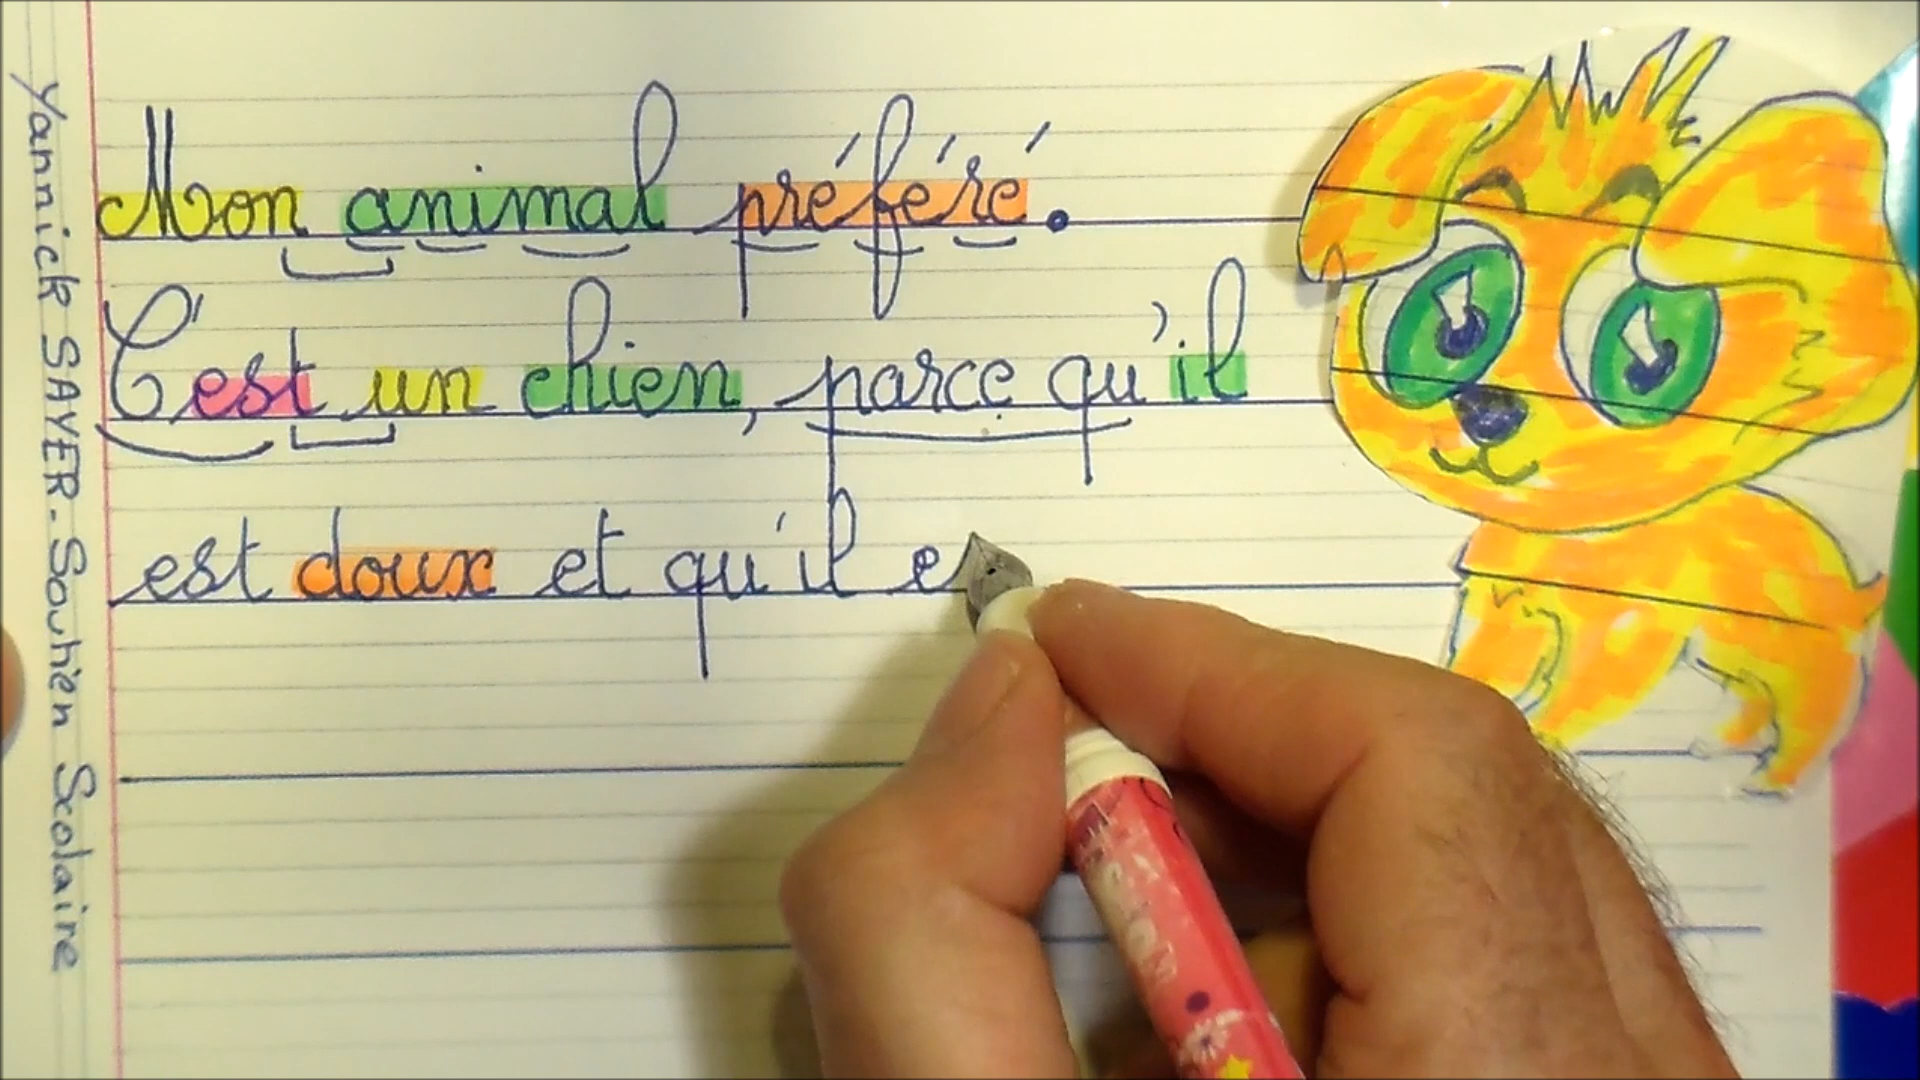 Mon animal préféré.
C'est un chien, parce qu'il
est doux et qu'il e
Yannick SAYER - Soutien Scolaire